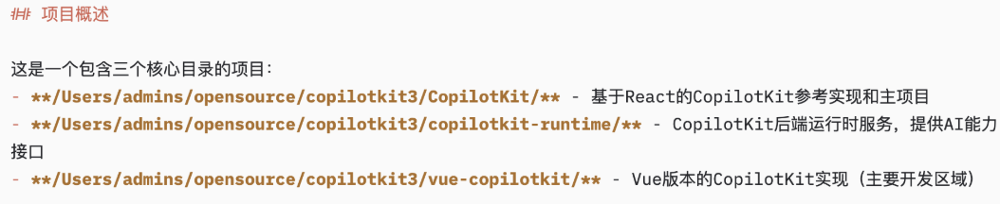 ## 项目概述
这是一个包含三个核心目录的项目：
- **/Users/admins/opensource/copilotkit3/CopilotKit/** - 基于React的CopilotKit参考实现和主项目
- **/Users/admins/opensource/copilotkit3/copilotkit-runtime/** - CopilotKit后端运行时服务，提供AI能力
接口
- **/Users/admins/opensource/copilotkit3/vue-copilotkit/** - Vue版本的CopilotKit实现（主要开发区域）